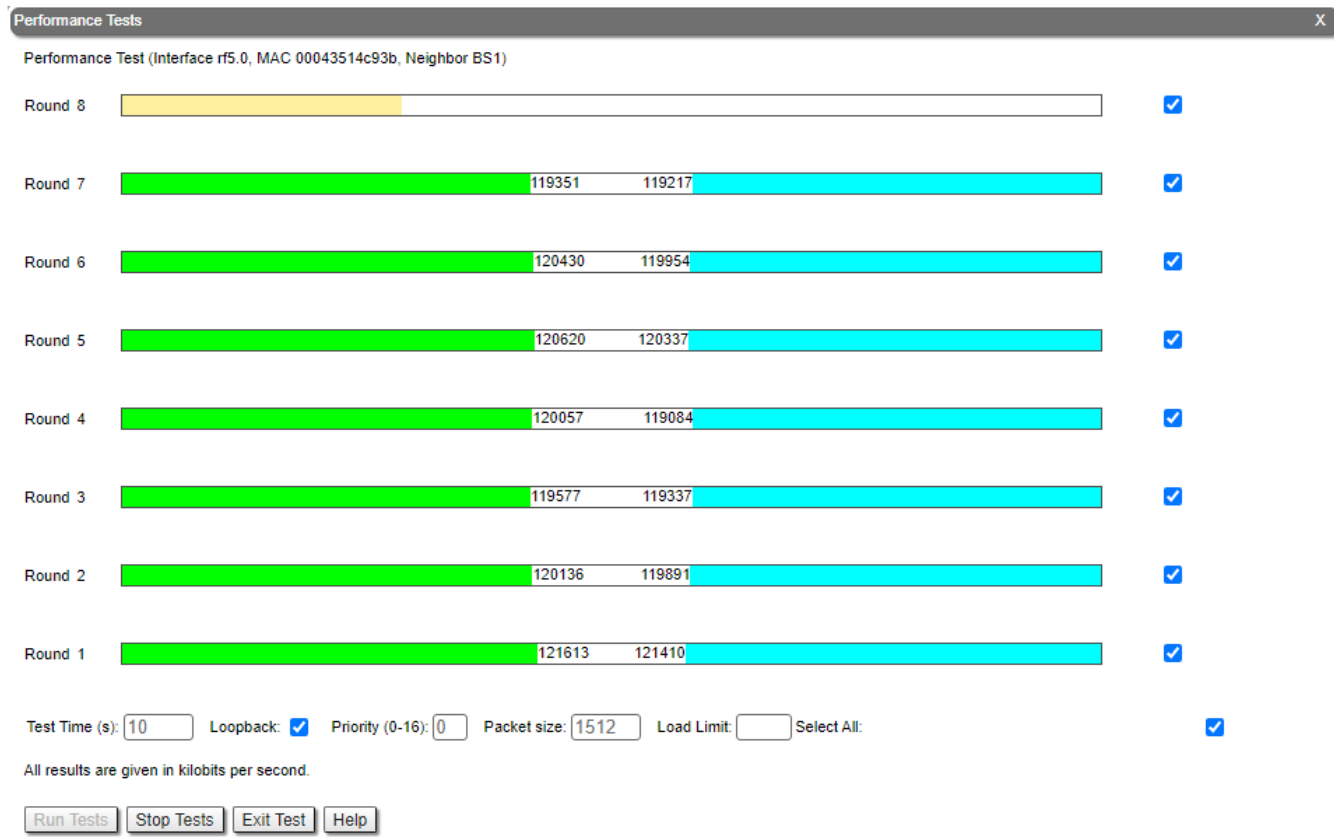 Performance Tests X
Performance Test (Interface rf5.0, MAC 00043514c93b, Neighbor BS1)
Round 8
Round 7 119351 119217
Round 6 120430 119954
Round 5 120620 120337
Round 4 120057 119084
Round 3 119577 119337
Round 2 120136 119891
Round 1 121613 121410
Test Time (s): 10 Loopback: Priority (0-16): 0 Packet size: 1512 Load Limit: Select All:
All results are given in kilobits per second.
Run Tests Stop Tests Exit Test Help